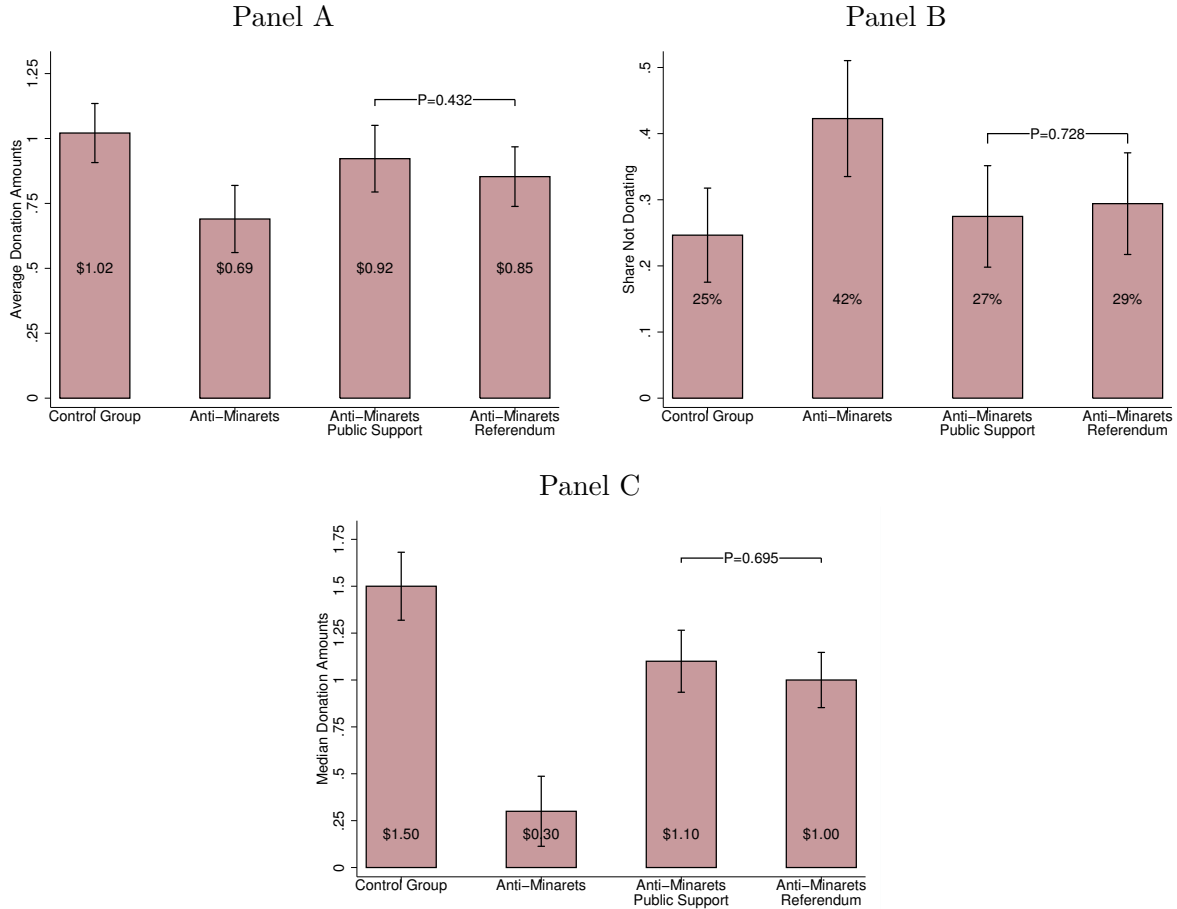 Panel A
Average Donation Amounts
1.25
1
.75
.5
.25
0
P=0.432
$1.02
$0.69
$0.92
$0.85
Control Group
Anti−Minarets
Anti−Minarets
Public Support
Anti−Minarets
Referendum
Panel B
Share Not Donating
.5
.4
.3
.2
.1
0
P=0.728
25%
42%
27%
29%
Control Group
Anti−Minarets
Anti−Minarets
Public Support
Anti−Minarets
Referendum
Panel C
Median Donation Amounts
1.75
1.5
1.25
1
.75
.5
.25
0
P=0.695
$1.50
$0.30
$1.10
$1.00
Control Group
Anti−Minarets
Anti−Minarets
Public Support
Anti−Minarets
Referendum